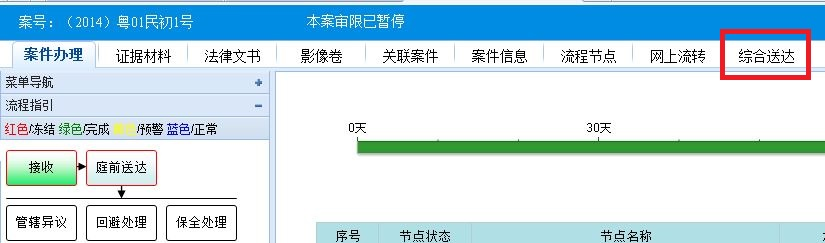 案号：（2014）粤01民初1号 本案审限已暂停
案件办理 证据材料 法律文书 影像卷 关联案件 案件信息 流程节点 网上流转 综合送达
菜单导航
流程指引
红色/冻结 绿色/完成 黄色/预警 蓝色/正常
0天 30天
接收 庭前送达
管辖异议 回避处理 保全处理
序号 节点状态 节点名称